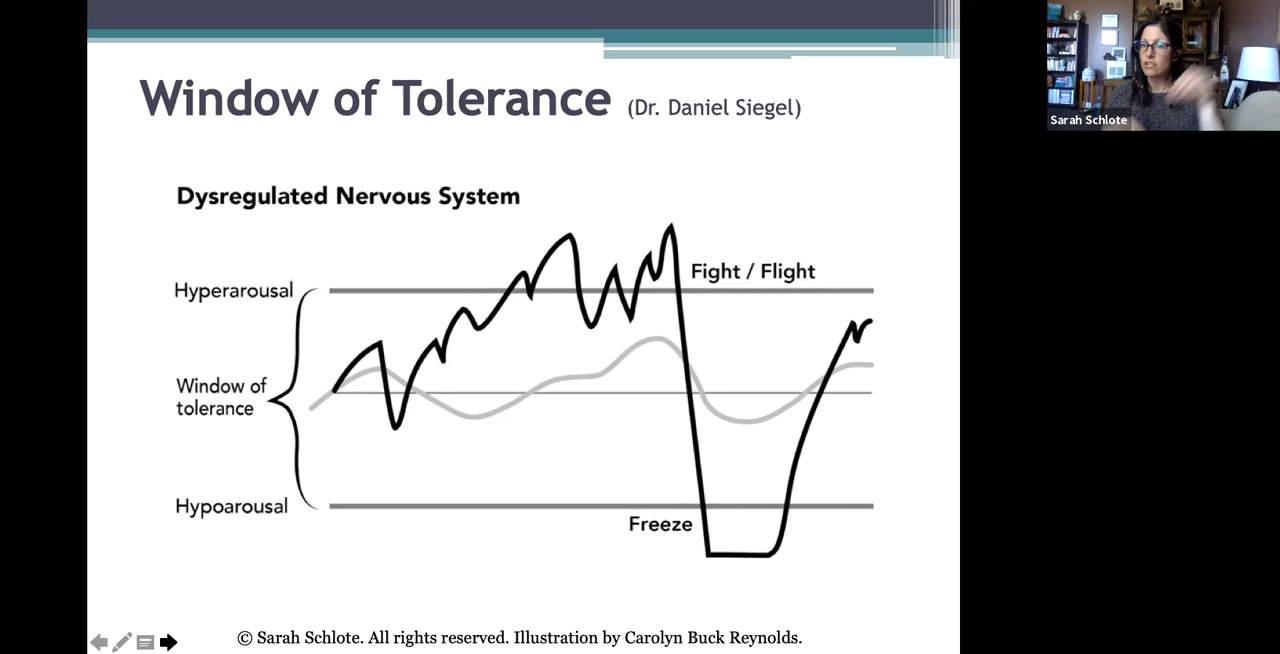 Window of Tolerance (Dr. Daniel Siegel)
Sarah Schlote
Dysregulated Nervous System
Fight / Flight
Hyperarousal
Window of
tolerance
Hypoarousal
Freeze
© Sarah Schlote. All rights reserved. Illustration by Carolyn Buck Reynolds.